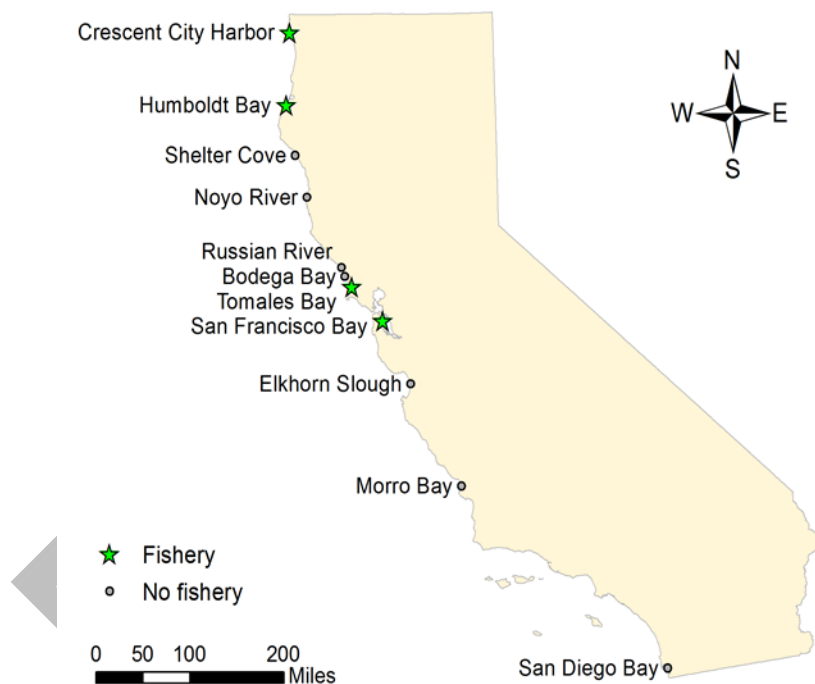 Crescent City Harbor
N
Humboldt Bay
W
E
Shelter Cove
S
Noyo River
Russian River
Bodega Bay
Tomales Bay
San Francisco Bay
Elkhorn Slough
Morro Bay
Fishery
No fishery
0 50 100 200
Miles
San Diego Bay